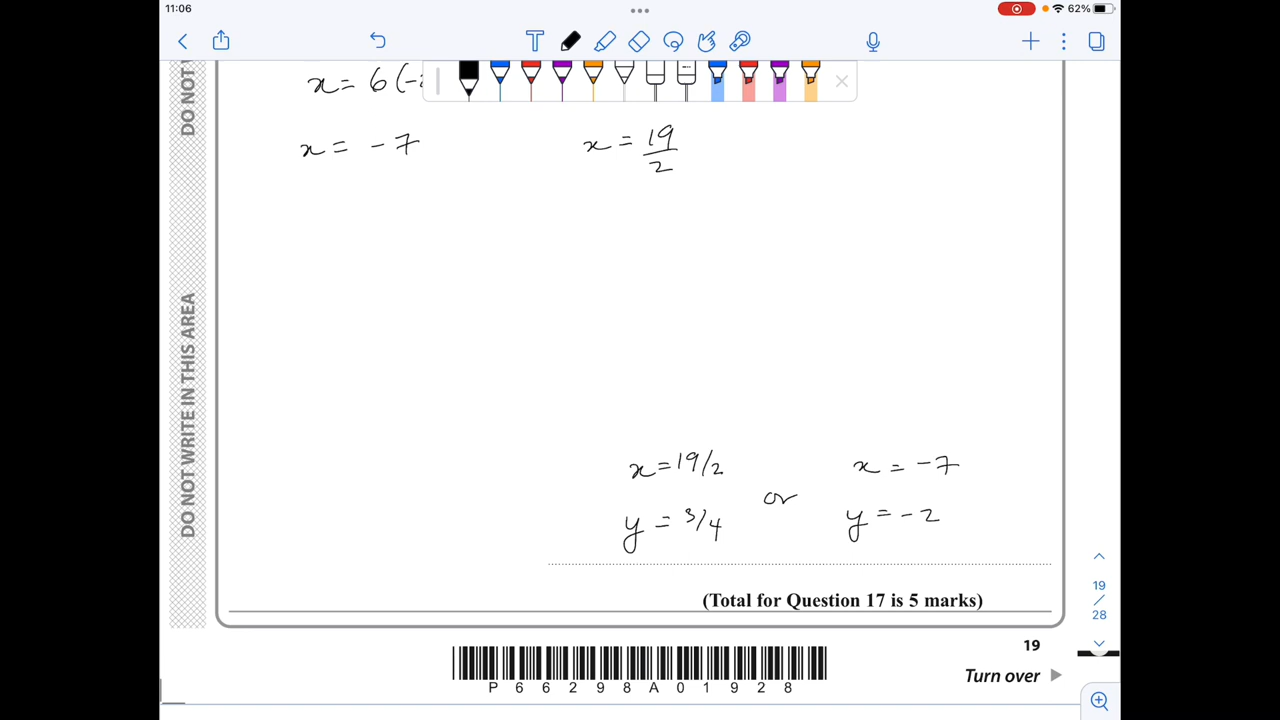 11:06
62%
DO NOT
x = 6 (-2
x = -7
x = 19/2
DO NOT WRITE IN THIS AREA
x = 19/2
x = -7
or
y = 3/4
y = -2
(Total for Question 17 is 5 marks)
19
/
28
19
P 6 6 2 9 8 A 0 1 9 2 8
Turn over